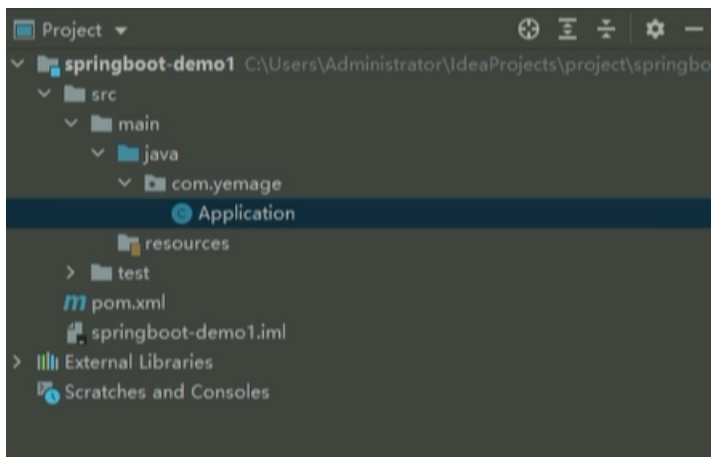 Project
springboot-demo1 C:\Users\Administrator\IdeaProjects\project\springbo
src
main
java
com.yemage
Application
resources
test
pom.xml
springboot-demo1.iml
External Libraries
Scratches and Consoles